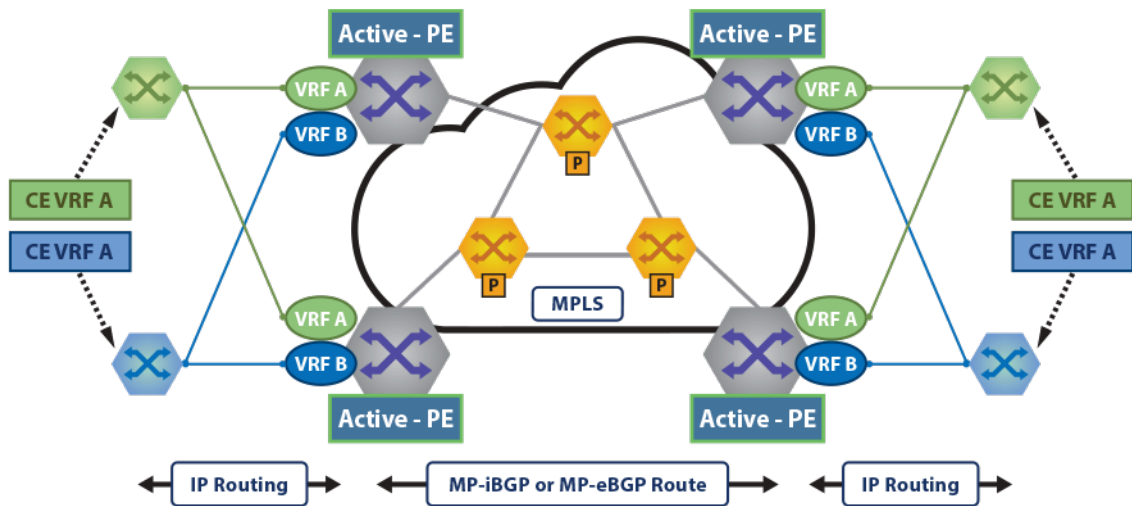 Active - PE
Active - PE
VRF A
VRF A
VRF B
VRF B
P
CE VRF A
CE VRF A
CE VRF A
CE VRF A
P
P
MPLS
VRF A
VRF A
VRF B
VRF B
Active - PE
Active - PE
IP Routing
MP-iBGP or MP-eBGP Route
IP Routing